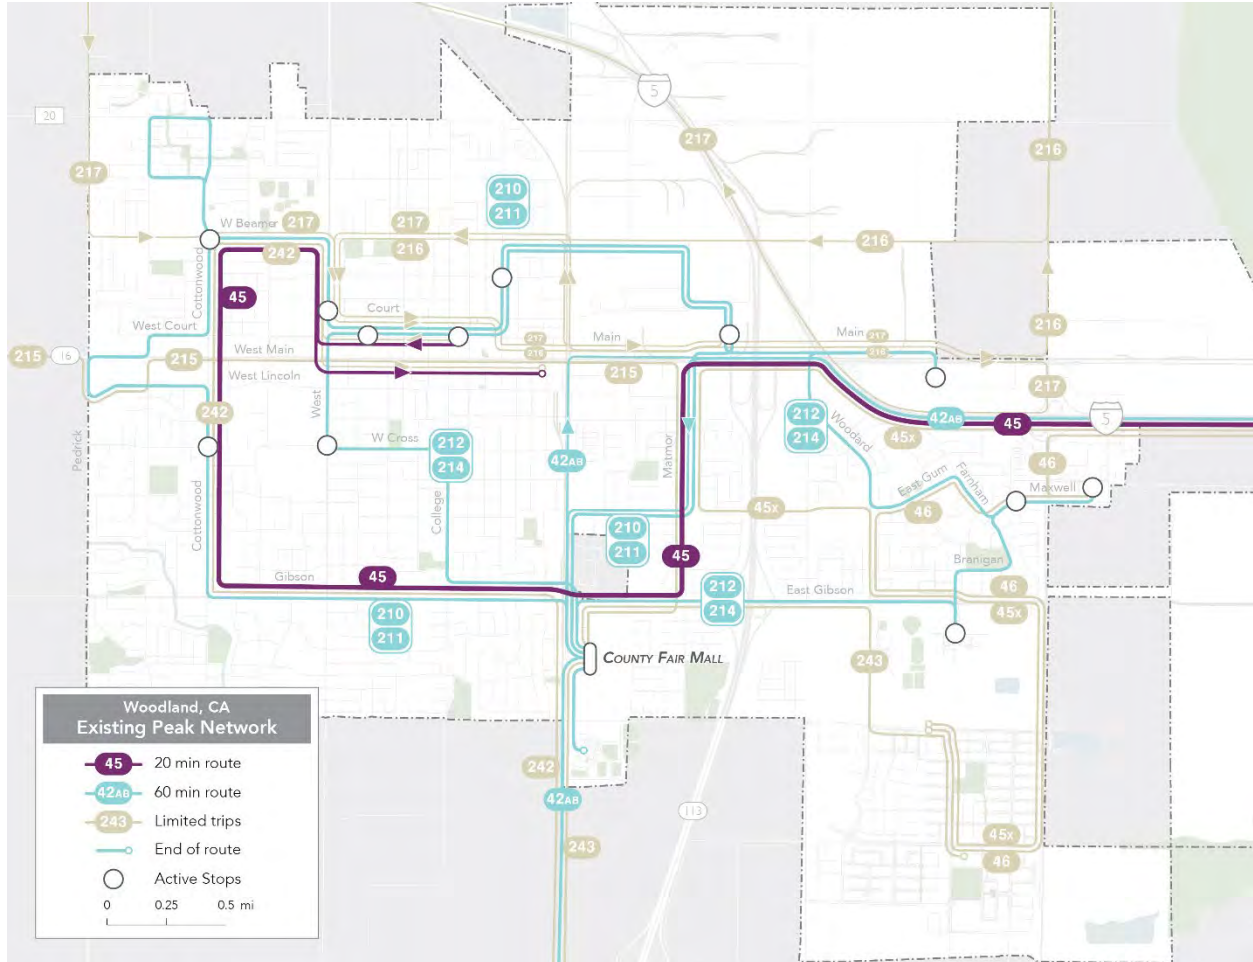 5
20
217
217
216
210
211
W Beamer
217
217
242
216
216
Cottonwood
45
Court
West Court
217
216
Main
Main
217
216
216
215
16
215
West Main
215
West Lincoln
217
242
West
42AB
45
5
212
214
Woodard
45x
W Cross
212
214
42AB
Matmor
46
Pedrick
East Gum
Farnham
Maxwell
College
45x
46
Cottonwood
210
211
45
Branigan
Gibson
45
212
214
East Gibson
46
45x
210
211
COUNTY FAIR MALL
243
Woodland, CA
Existing Peak Network
45 20 min route
42AB 60 min route
243 Limited trips
End of route
Active Stops
0 0.25 0.5 mi
242
42AB
113
243
45x
46